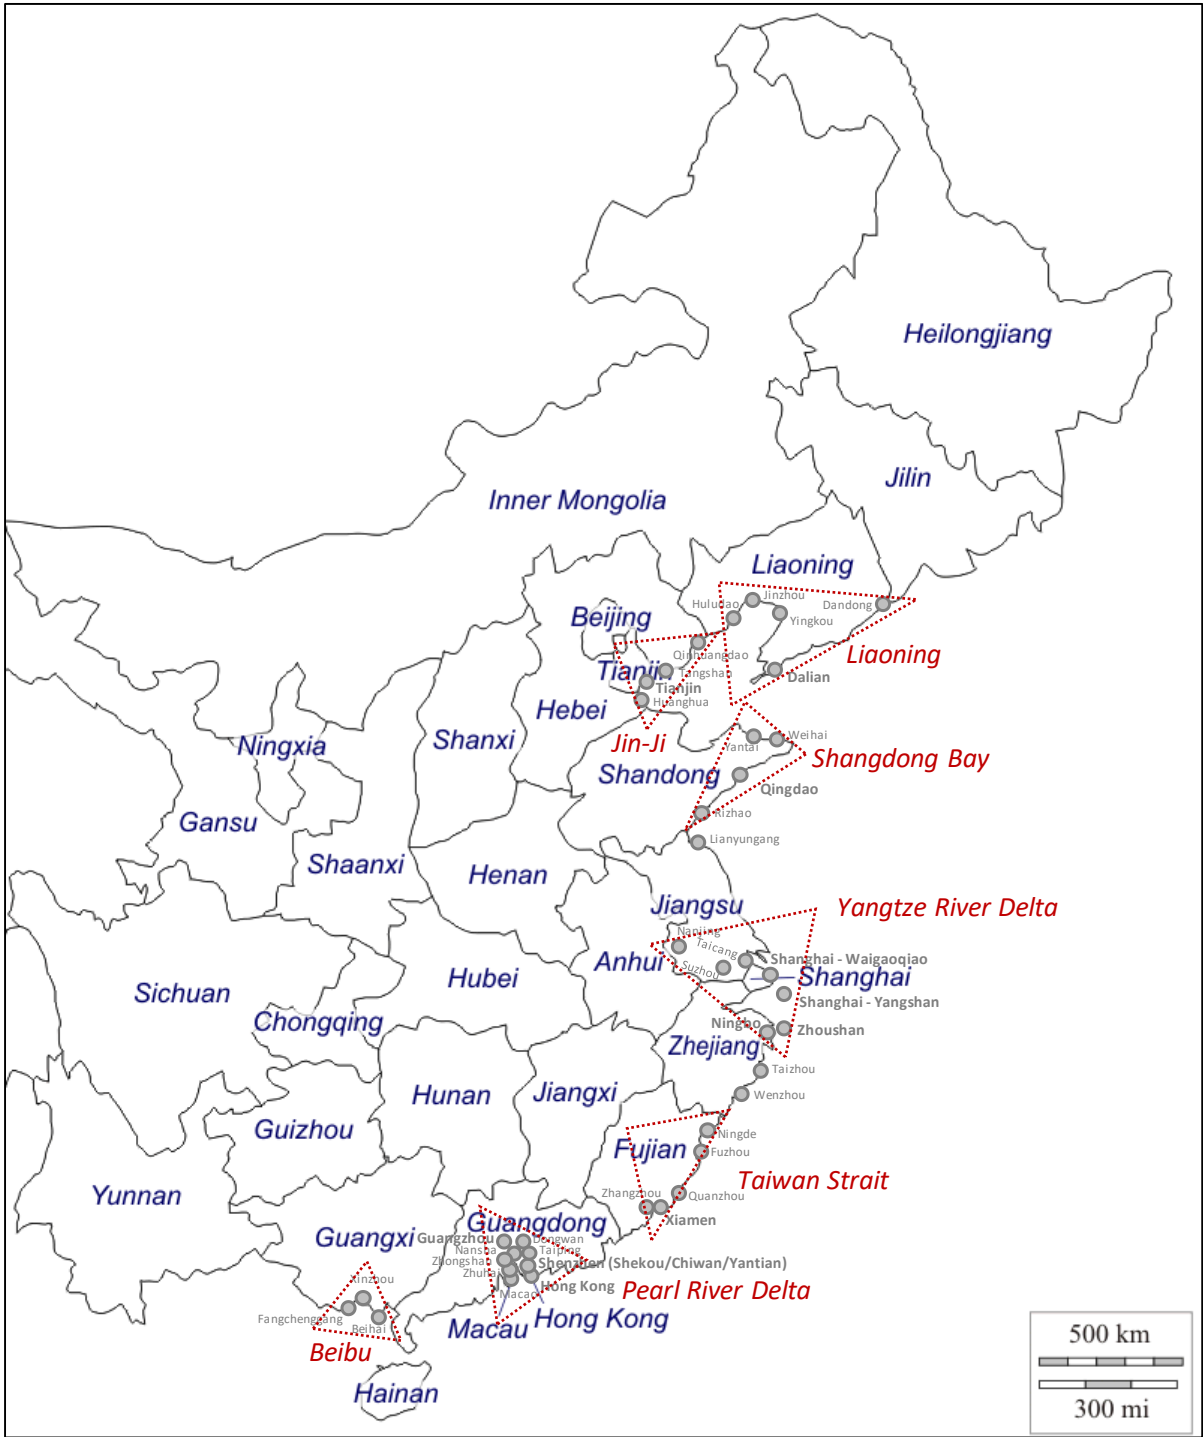 Heilongjiang
Jilin
Inner Mongolia
Liaoning
Jinzhou
Huludao
Dandong
Yingkou
Beijing
Liaoning
Qinhuangdao
Tianjin
Tangshan
Dalian
Tianjin
Huanghua
Hebei
Jin-Ji
Shanxi
Ningxia
Yantai
Weihai
Shangdong Bay
Shandong
Qingdao
Gansu
Rizhao
Lianyungang
Shaanxi
Henan
Jiangsu
Yangtze River Delta
Nanjing
Taicang
Suzhou
Anhui
Shanghai - Waigaoqiao
Shanghai
Hubei
Sichuan
Shanghai - Yangshan
Chongqing
Ningbo
Zhoushan
Zhejiang
Taizhou
Hunan
Jiangxi
Wenzhou
Guizhou
Ningde
Fujian
Fuzhou
Taiwan Strait
Yunnan
Zhangzhou
Quanzhou
Xiamen
Guangdong
Guangxi
Guangzhou
Dongwan
Nansha
Taiping
Zhongshan
Shenzhen (Shekou/Chiwan/Yantian)
Zhuhai
Hong Kong
Macao
Pearl River Delta
Xinzhou
Fangchenggang
Beihai
Macau
Hong Kong
Beibu
Hainan
500 km
300 mi